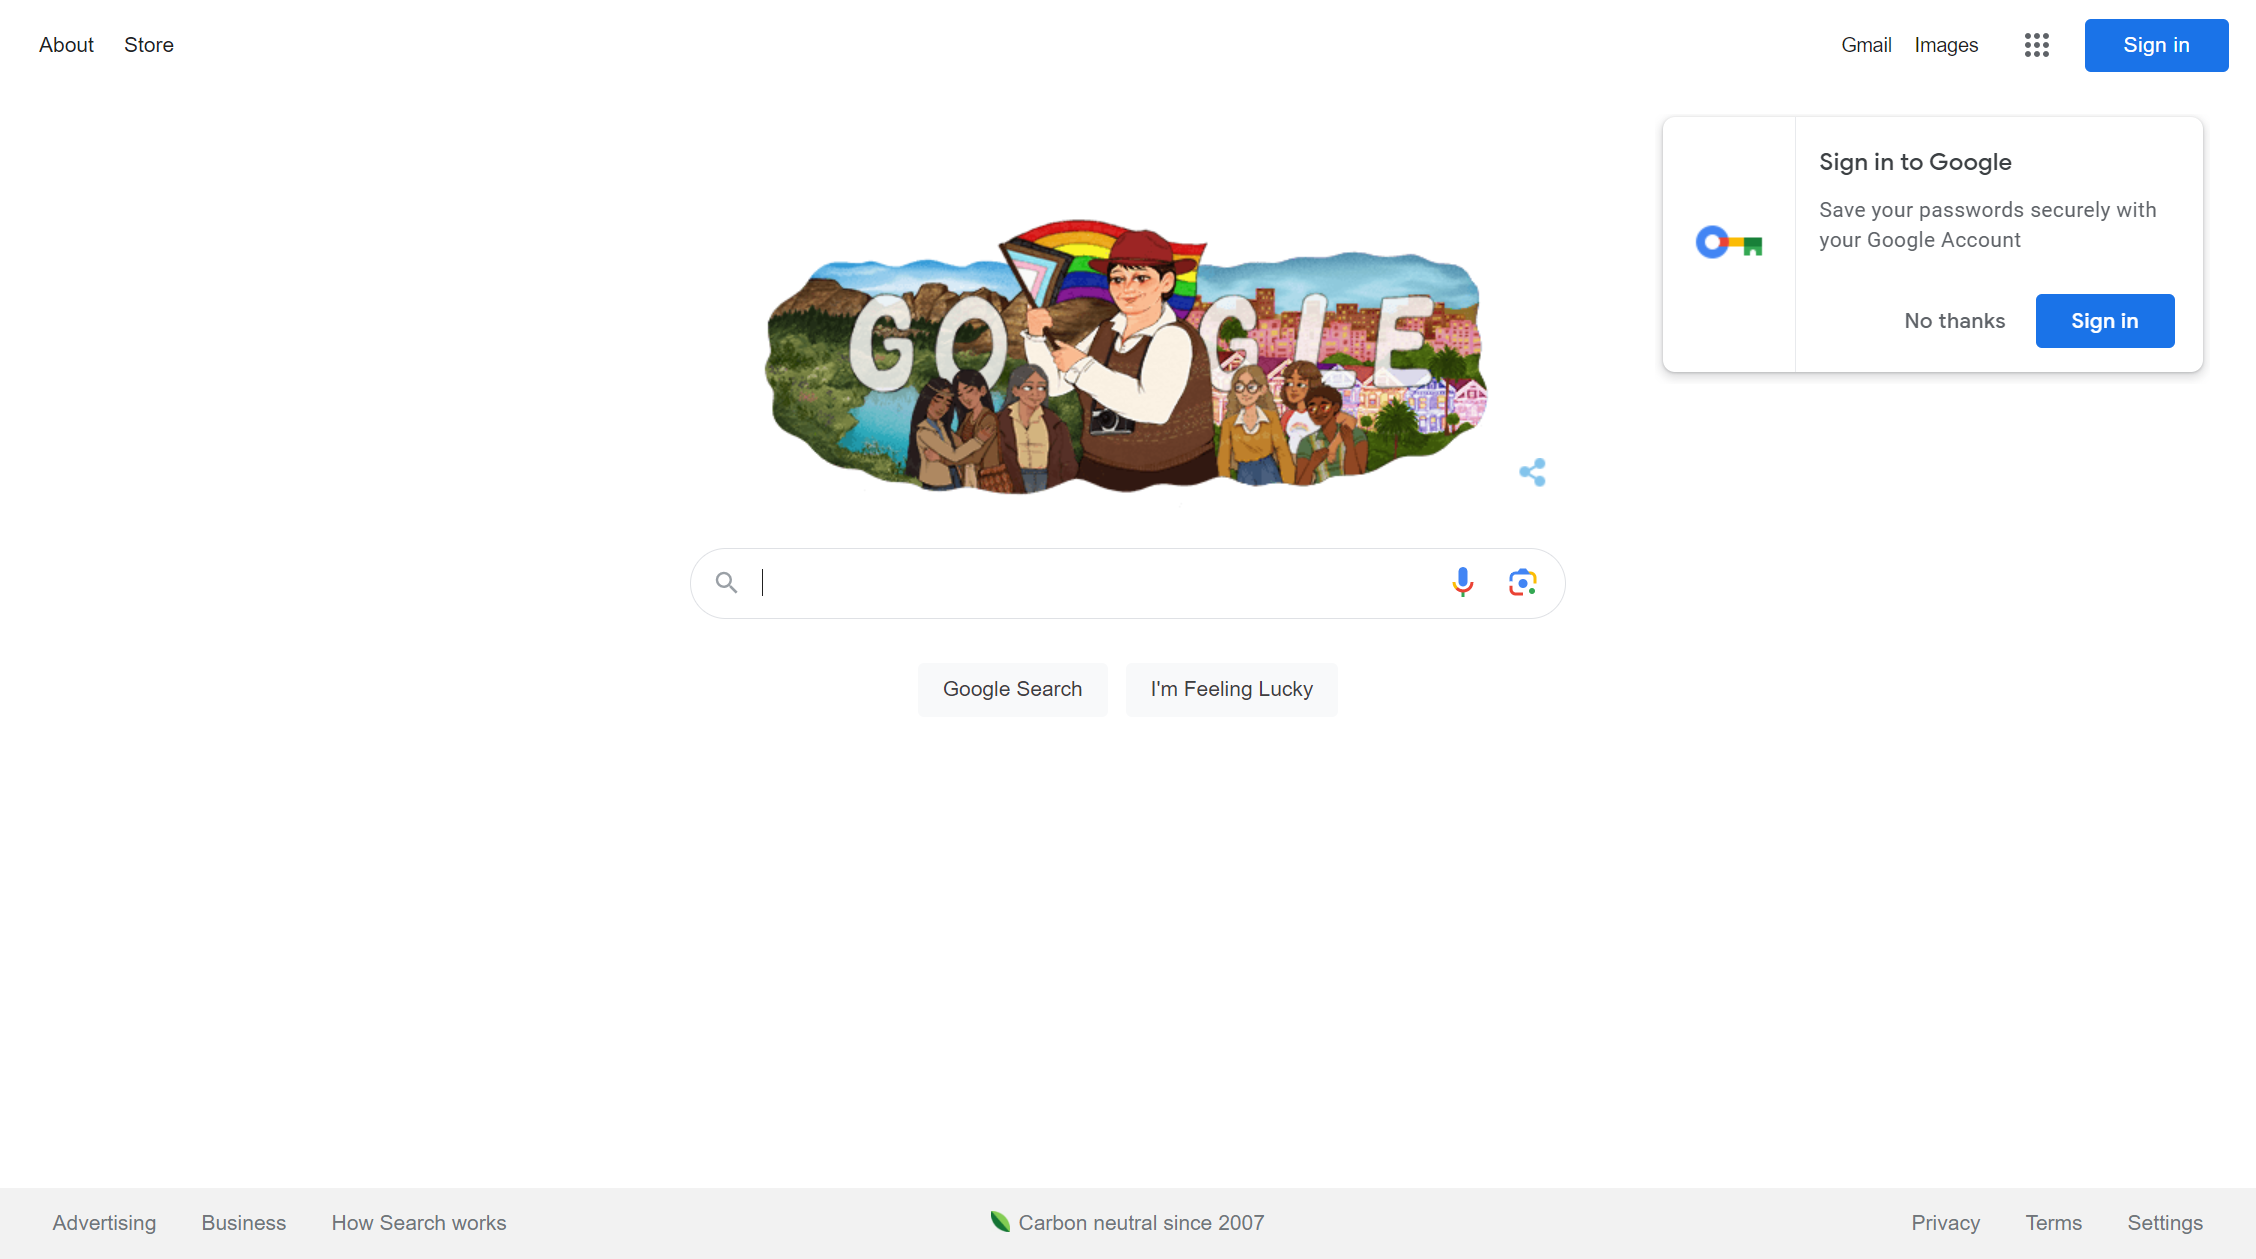 About
Store
Gmail
Images
Sign in
Sign in to Google
Save your passwords securely with
your Google Account
No thanks
Sign in
GO GLE
Google Search
I'm Feeling Lucky
Advertising
Business
How Search works
Carbon neutral since 2007
Privacy
Terms
Settings